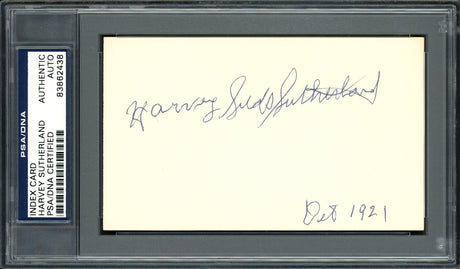 PSA/DNA
INDEX CARD
HARVEY SUTHERLAND
PSA/DNA CERTIFIED
AUTHENTIC
AUTO
83862438
Harvey Suds Sutherland
Det 1921